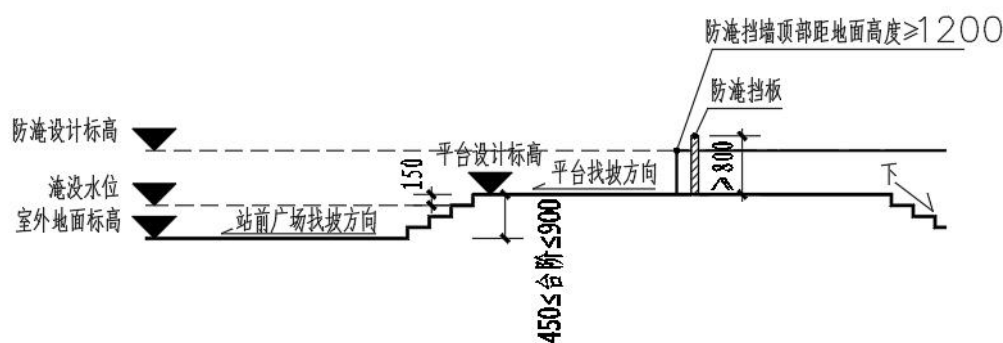 防淹挡墙顶部距地面高度≥1200
防淹挡板
防淹设计标高
平台设计标高
平台找坡方向
≥800
150
淹没水位
下
室外地面标高
站前广场找坡方向
450≤台阶≤900